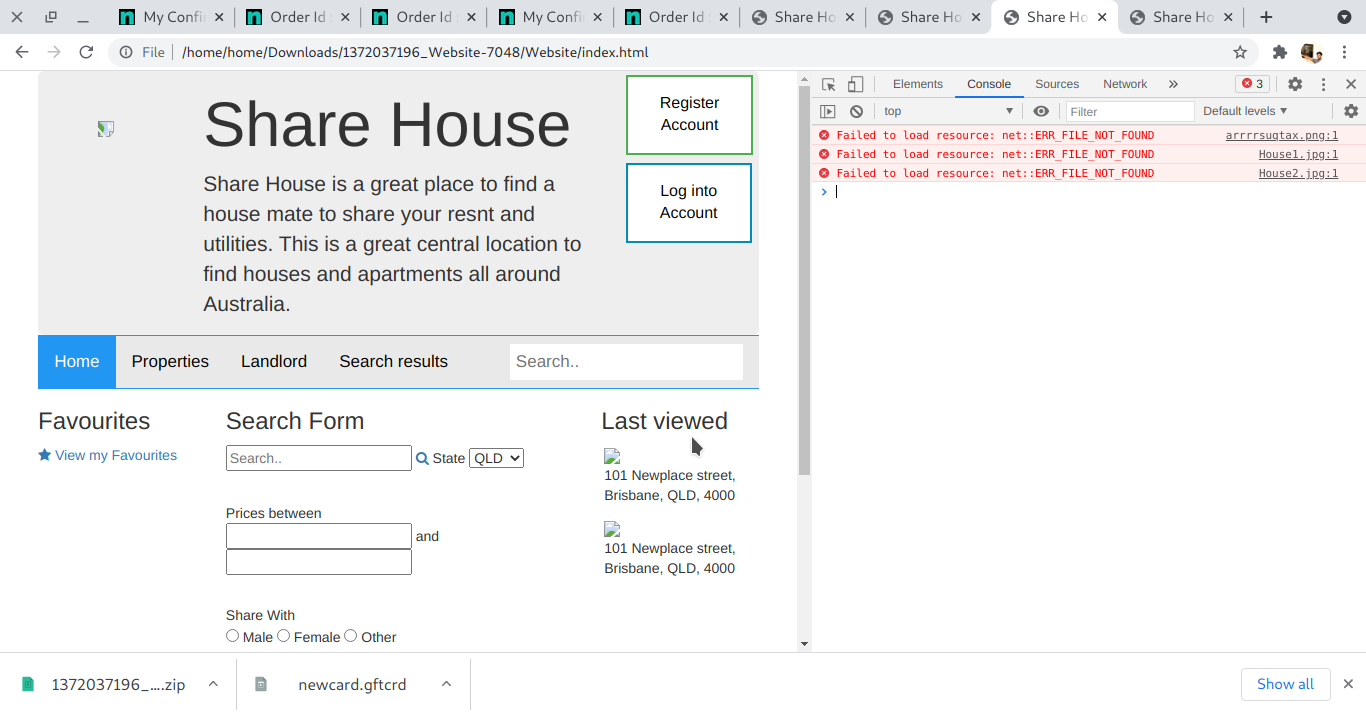 My Confi
Order Id :
Order Id :
My Confi
Order Id :
Share Ho
Share Ho
Share Ho
Share Ho
File
/home/home/Downloads/1372037196_Website-7048/Website/index.html
Share House
Share House is a great place to find a
house mate to share your resnt and
utilities. This is a great central location to
find houses and apartments all around
Australia.
Register
Account
Log into
Account
Home Properties Landlord Search results Search..
Favourites
View my Favourites
Search Form
Search.. State QLD
Prices between
and
Share With
Male Female Other
Last viewed
101 Newplace street,
Brisbane, QLD, 4000
101 Newplace street,
Brisbane, QLD, 4000
Elements Console Sources Network » 3
top Filter Default levels
Failed to load resource: net::ERR_FILE_NOT_FOUND arrrrsuqtax.png:1
Failed to load resource: net::ERR_FILE_NOT_FOUND House1.jpg:1
Failed to load resource: net::ERR_FILE_NOT_FOUND House2.jpg:1
1372037196_....zip
newcard.gftcrd
Show all